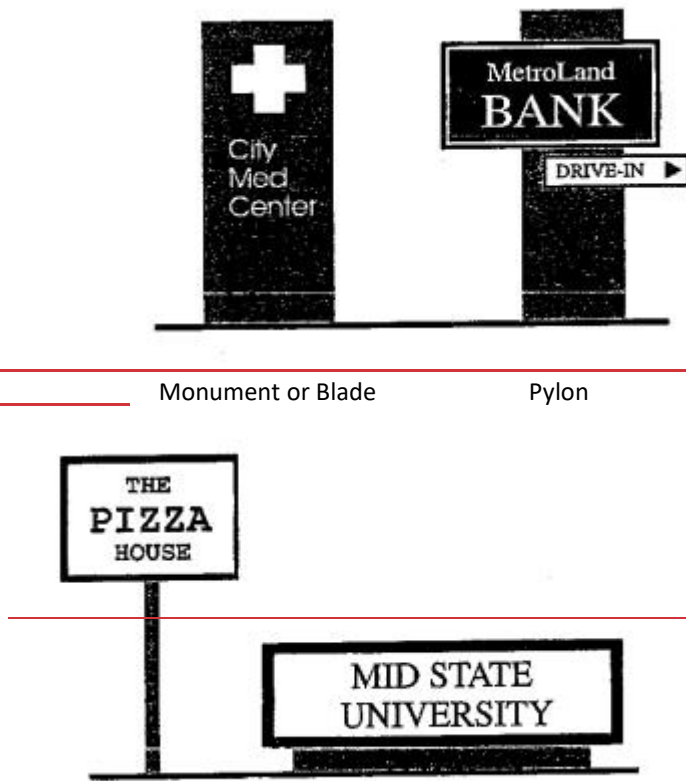 City
Med
Center
MetroLand
BANK
DRIVE-IN
Monument or Blade
Pylon
THE
PIZZA
HOUSE
MID STATE
UNIVERSITY